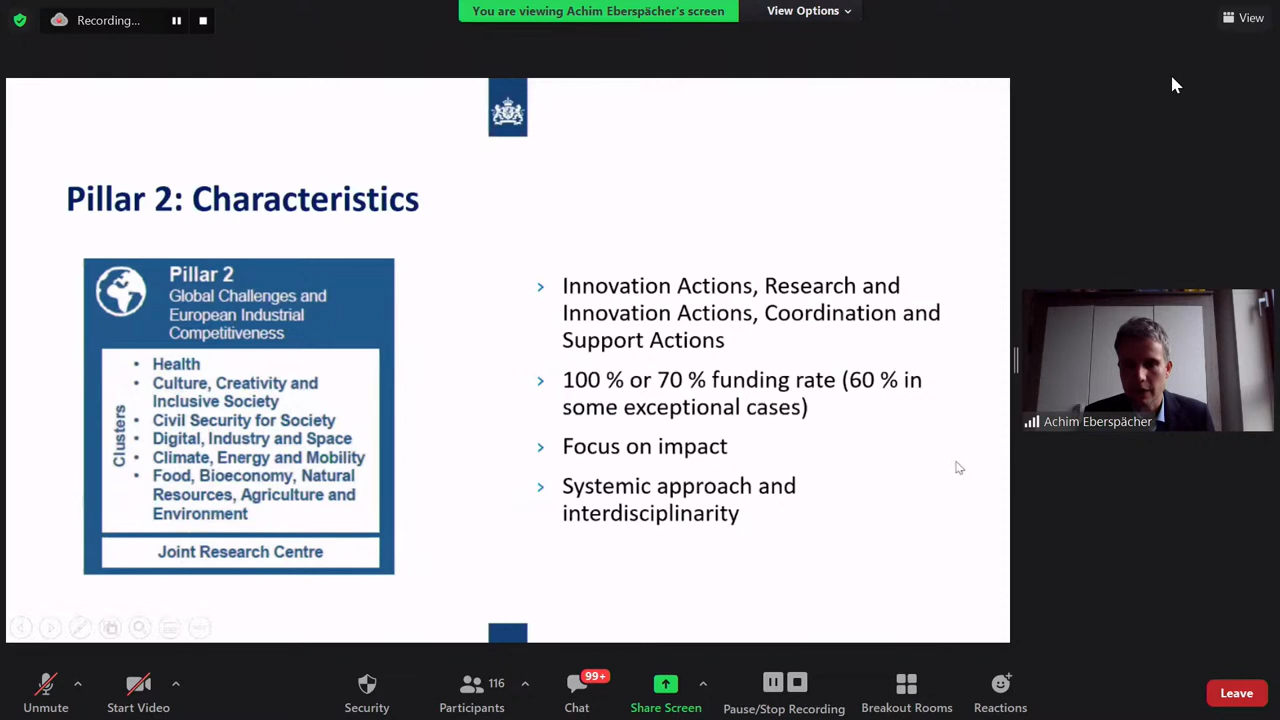 Recording...
You are viewing Achim Eberspächer's screen
View Options
View
Pillar 2: Characteristics
Pillar 2
Global Challenges and
European Industrial
Competitiveness
Clusters
• Health
• Culture, Creativity and
Inclusive Society
• Civil Security for Society
• Digital, Industry and Space
• Climate, Energy and Mobility
• Food, Bioeconomy, Natural
Resources, Agriculture and
Environment
Joint Research Centre
› Innovation Actions, Research and
Innovation Actions, Coordination and
Support Actions
› 100 % or 70 % funding rate (60 % in
some exceptional cases)
› Focus on impact
› Systemic approach and
interdisciplinarity
Achim Eberspächer
Unmute
Start Video
Security
116
Participants
99+
Chat
Share Screen
Pause/Stop Recording
Breakout Rooms
Reactions
Leave